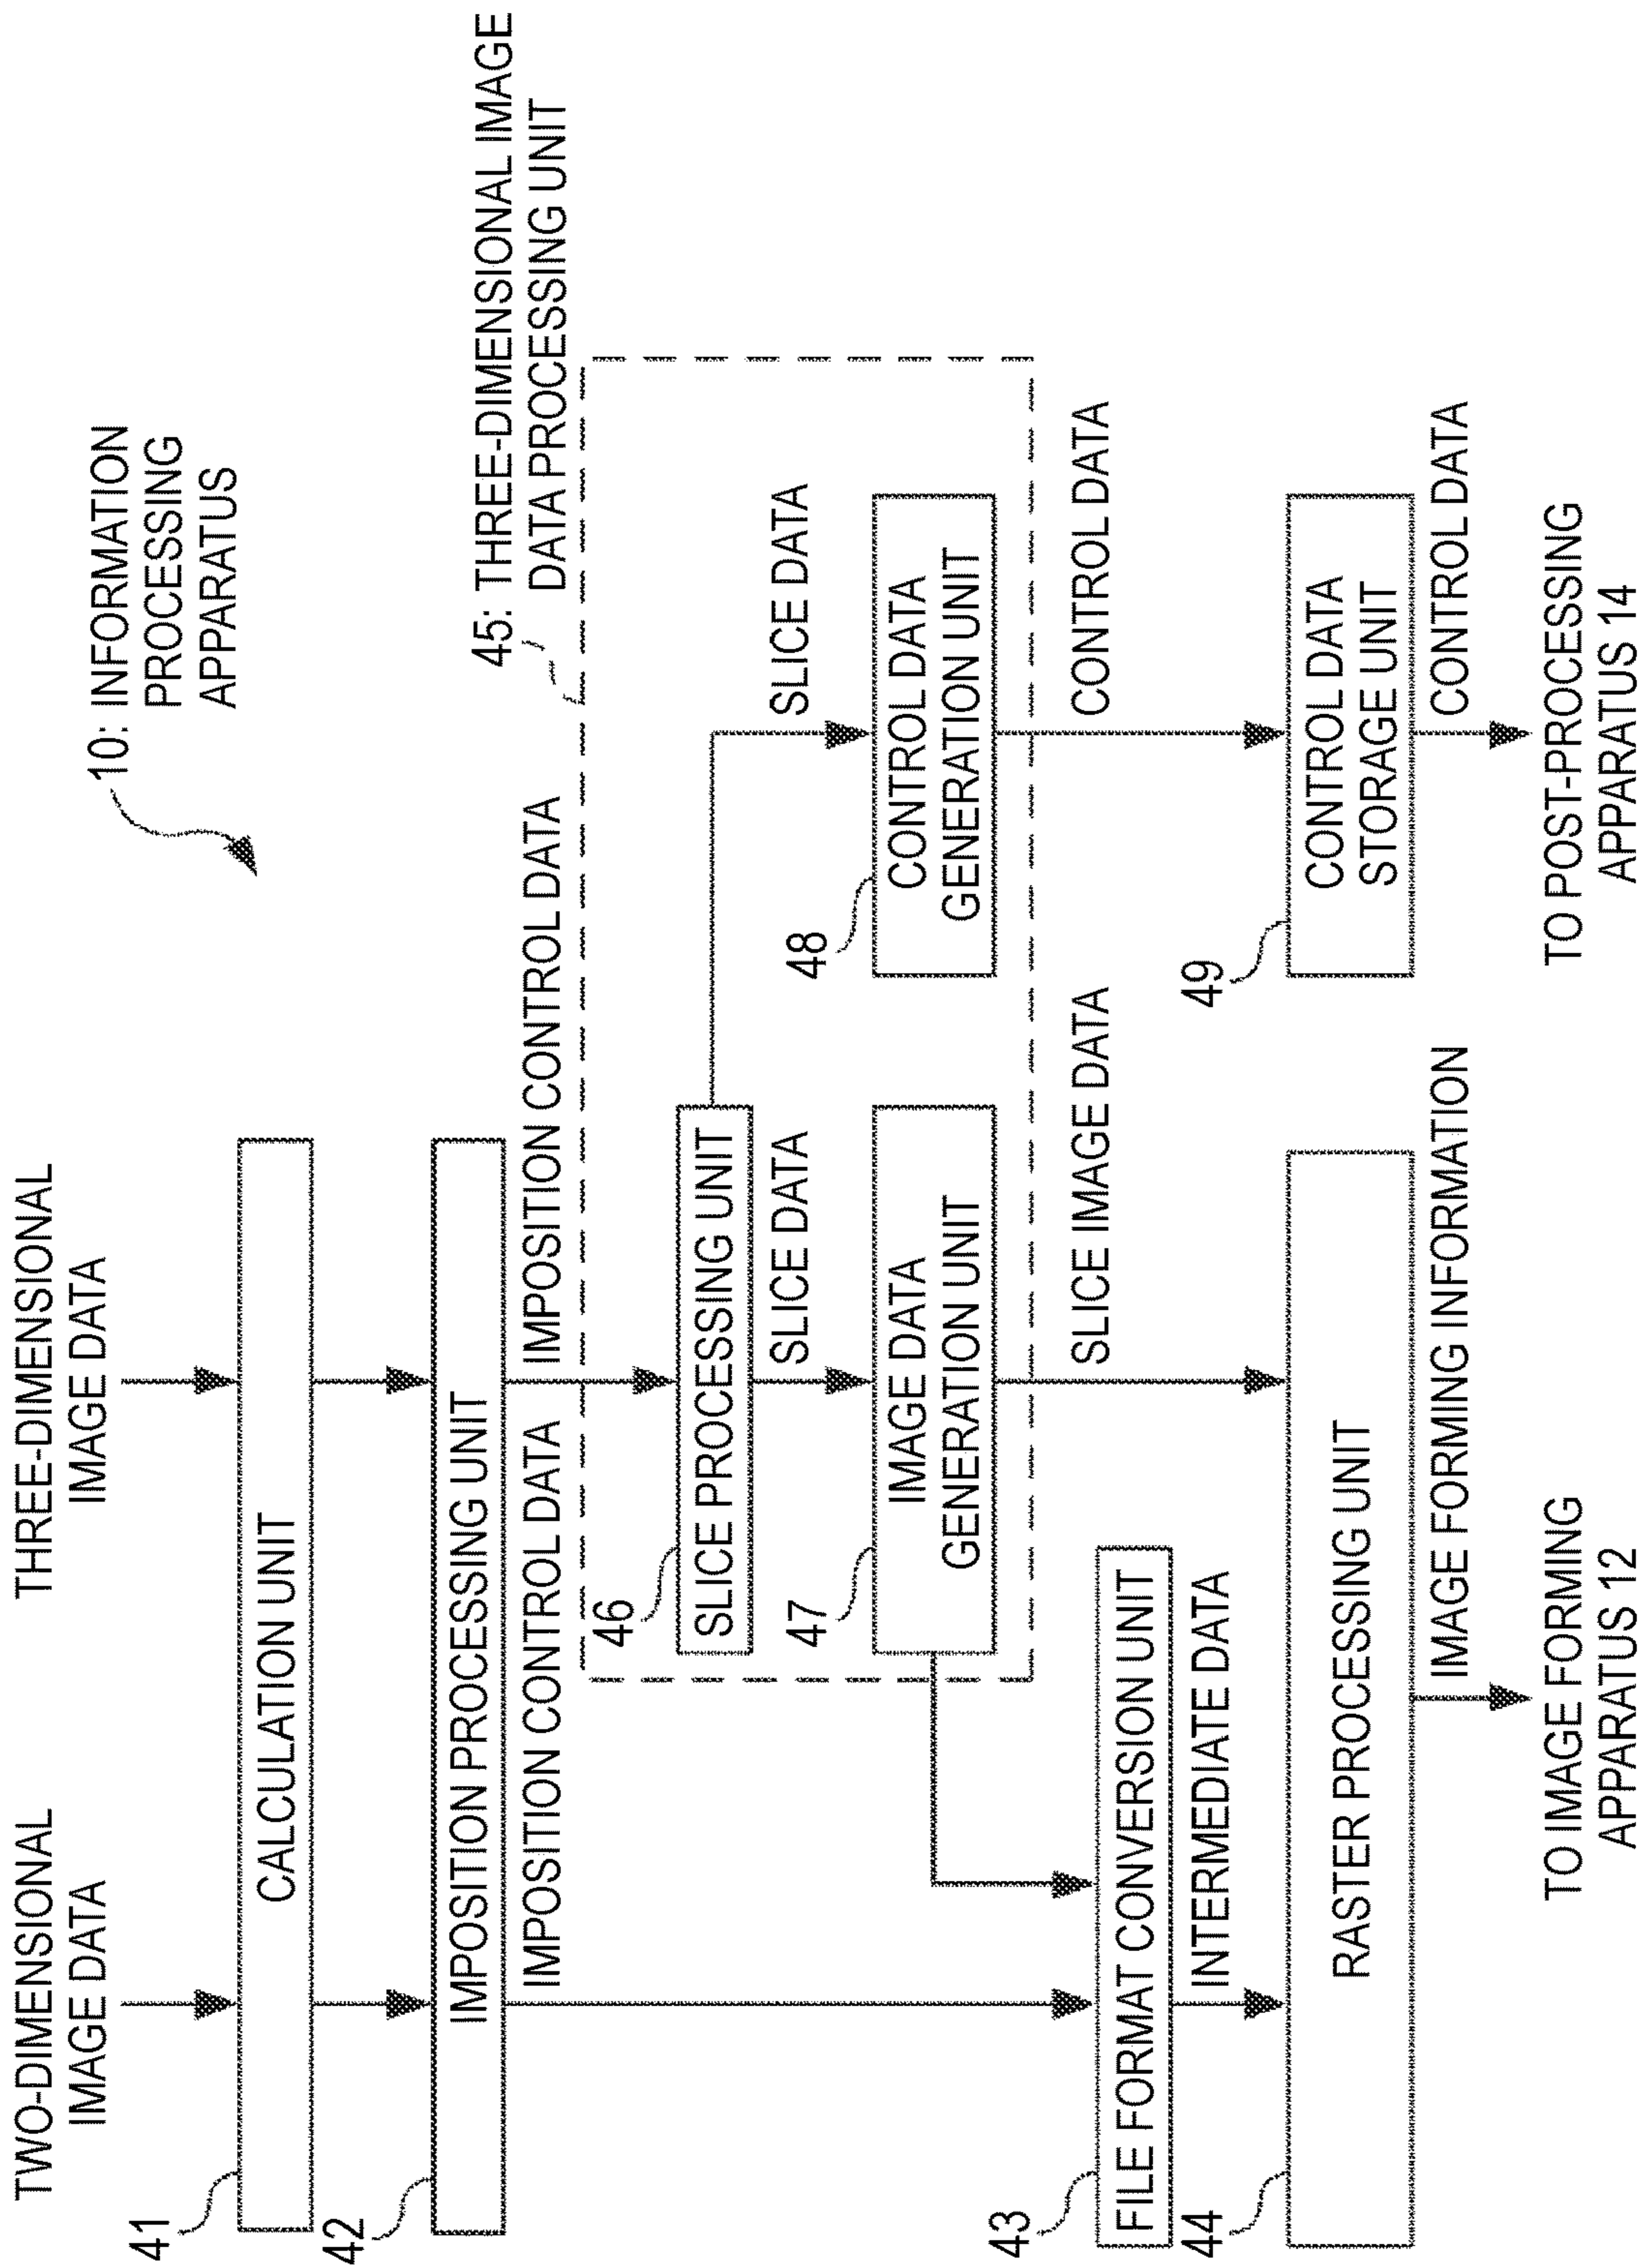 10: INFORMATION
PROCESSING
APPARATUS
TWO-DIMENSIONAL
IMAGE DATA
THREE-DIMENSIONAL
IMAGE DATA
41
CALCULATION UNIT
42
IMPOSITION PROCESSING UNIT
IMPOSITION CONTROL DATA
IMPOSITION CONTROL DATA
45: THREE-DIMENSIONAL IMAGE
DATA PROCESSING UNIT
46
SLICE PROCESSING UNIT
SLICE DATA
SLICE DATA
47
IMAGE DATA
GENERATION UNIT
48
CONTROL DATA
GENERATION UNIT
SLICE IMAGE DATA
CONTROL DATA
43
FILE FORMAT CONVERSION UNIT
INTERMEDIATE DATA
44
RASTER PROCESSING UNIT
49
CONTROL DATA
STORAGE UNIT
IMAGE FORMING INFORMATION
CONTROL DATA
TO IMAGE FORMING
APPARATUS 12
TO POST-PROCESSING
APPARATUS 14